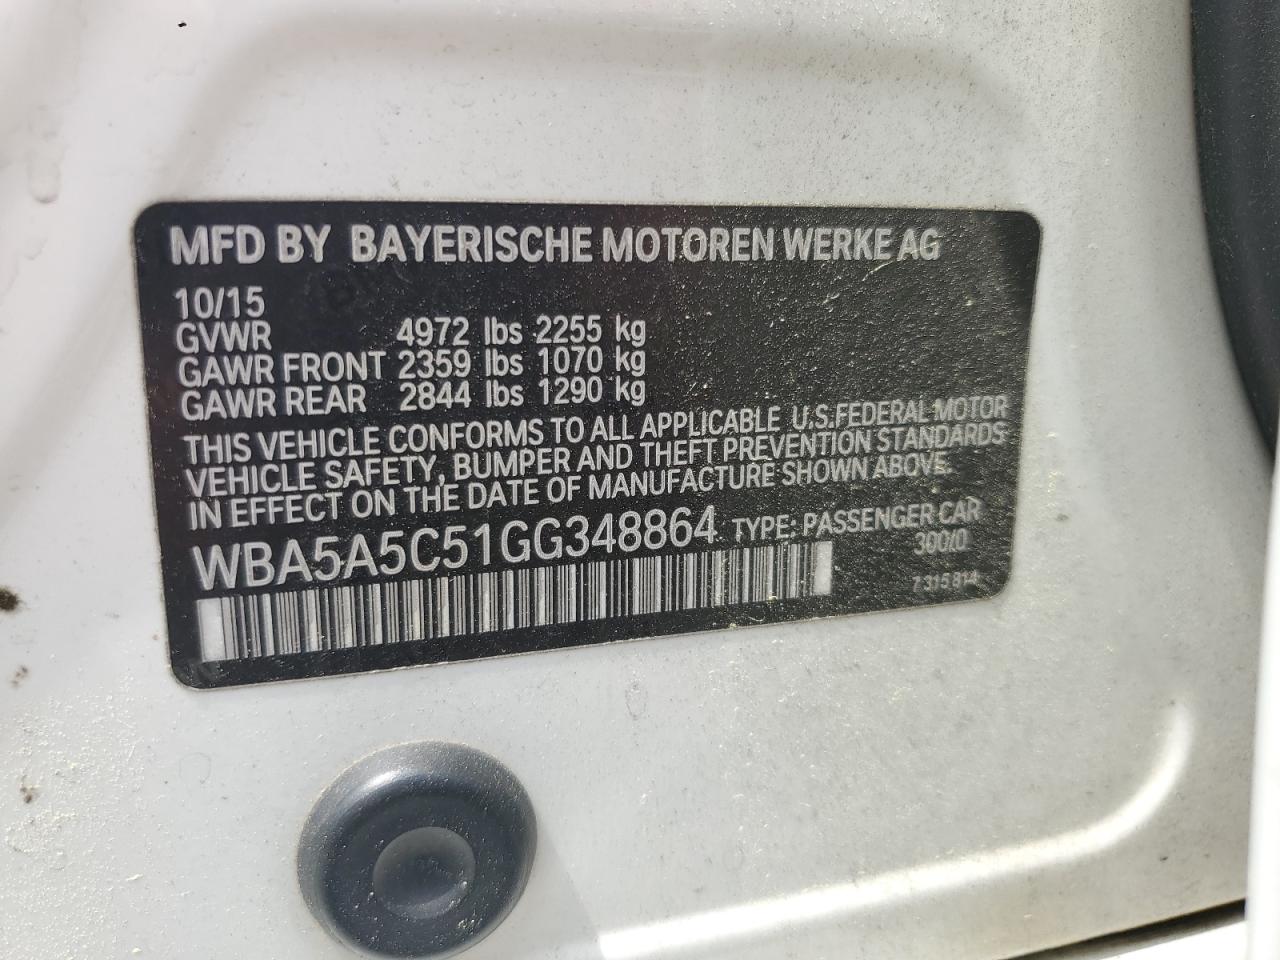 MFD BY BAYERISCHE MOTOREN WERKE AG
10/15
GVWR 4972 lbs 2255 kg
GAWR FRONT 2359 lbs 1070 kg
GAWR REAR 2844 lbs 1290 kg
THIS VEHICLE CONFORMS TO ALL APPLICABLE U.S.FEDERAL MOTOR
VEHICLE SAFETY, BUMPER AND THEFT PREVENTION STANDARDS
IN EFFECT ON THE DATE OF MANUFACTURE SHOWN ABOVE.
WBA5A5C51GG348864 TYPE: PASSENGER CAR
300/0
7 315 814